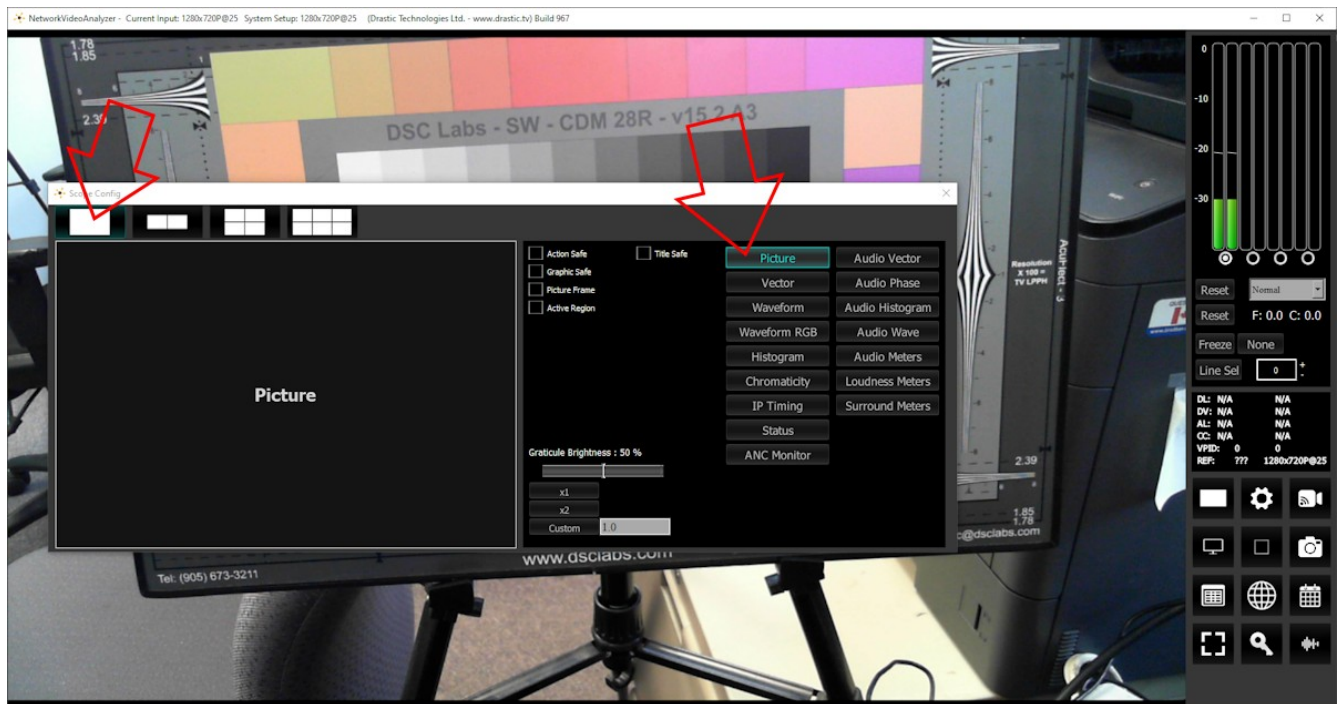 NetworkVideoAnalyzer - Current Input: 1280x720P@25 System Setup: 1280x720P@25 (Drastic Technologies Ltd. - www.drastic.tv) Build 967
1.78
1.85
2.39
DSC Labs - SW - CDM 28R - v15.2 A3
Scope Config
Action Safe
Title Safe
Graphic Safe
Picture Frame
Active Region
Picture
Graticule Brightness : 50 %
x1
x2
Custom 1.0
Picture
Audio Vector
Vector
Audio Phase
Waveform
Audio Histogram
Waveform RGB
Audio Wave
Histogram
Audio Meters
Chromaticity
Loudness Meters
IP Timing
Surround Meters
Status
ANC Monitor
Resolution
X 100 =
TV LPPH
2.39
1.85
1.78
@dsclabs.com
www.dsclabs.com
Tel: (905) 673-3211
0
-10
-20
-30
Reset Normal
Reset F: 0.0 C: 0.0
Freeze None
Line Sel 0 + -
DL: N/A N/A
DV: N/A N/A
AL: N/A N/A
CC: N/A N/A
VPID: 0 0
REF: ??? 1280x720P@25